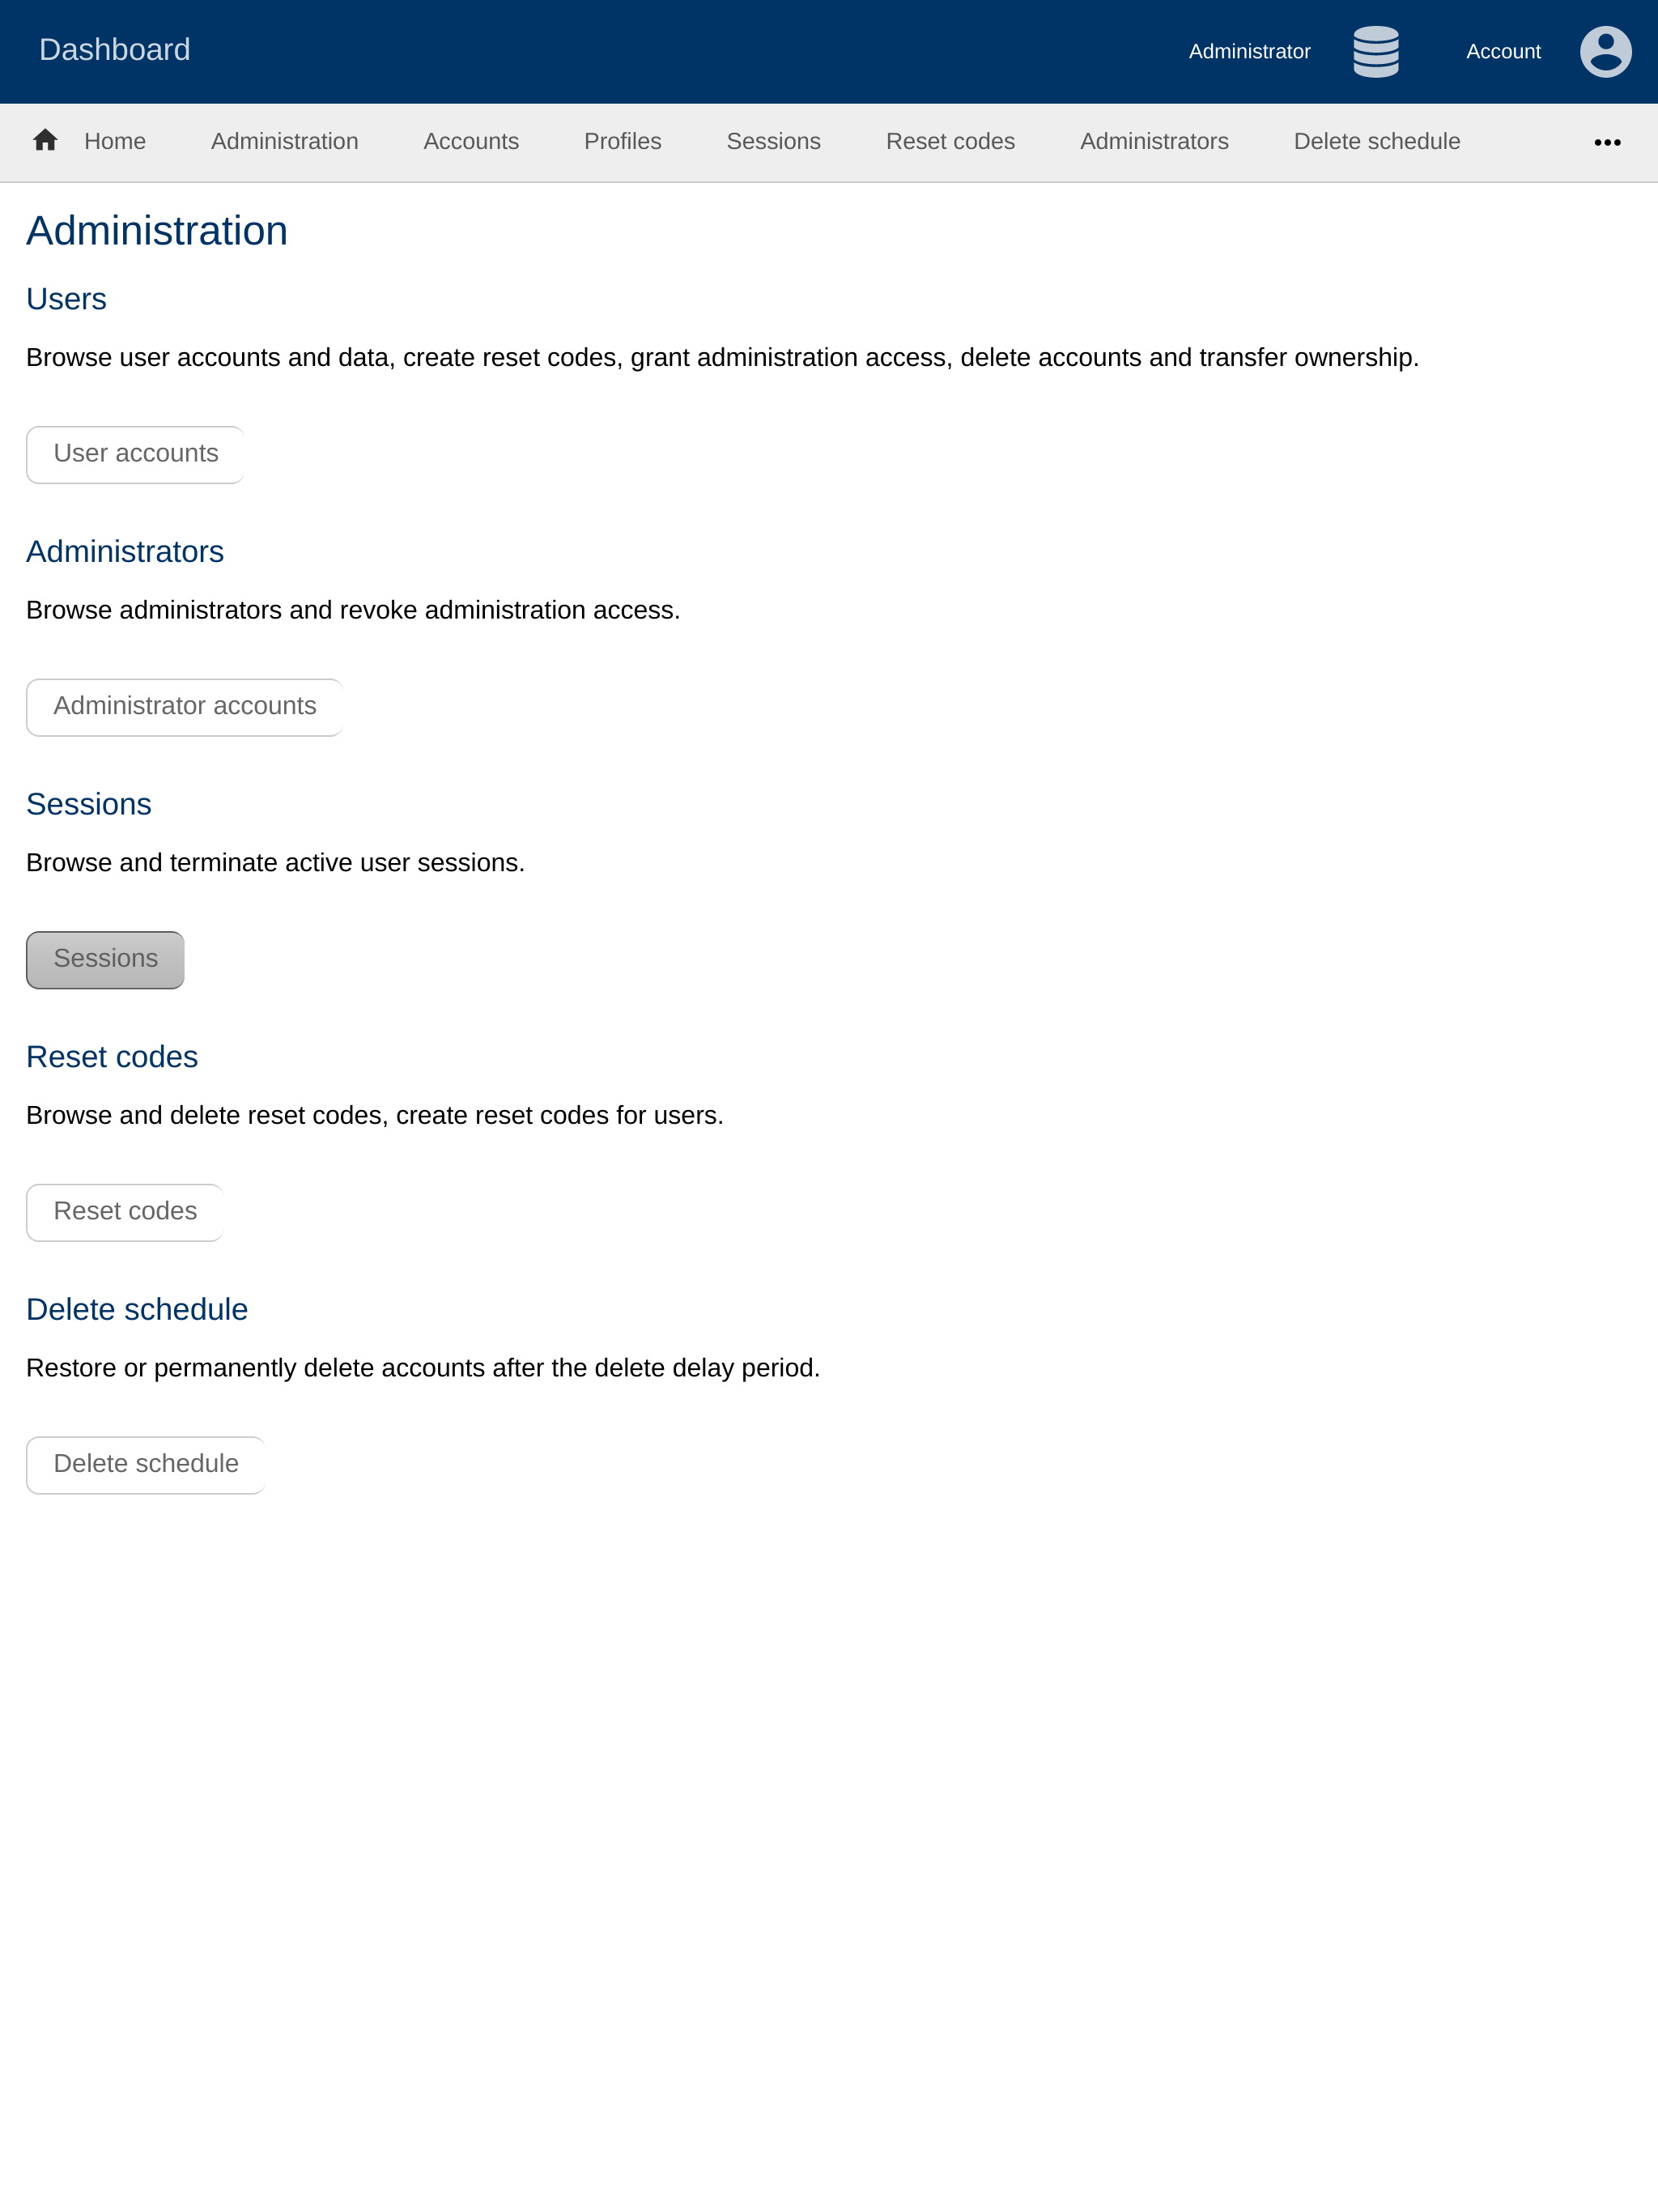 Dashboard
Administrator
Account
Home
Administration
Accounts
Profiles
Sessions
Reset codes
Administrators
Delete schedule
Administration
Users
Browse user accounts and data, create reset codes, grant administration access, delete accounts and transfer ownership.
User accounts
Administrators
Browse administrators and revoke administration access.
Administrator accounts
Sessions
Browse and terminate active user sessions.
Sessions
Reset codes
Browse and delete reset codes, create reset codes for users.
Reset codes
Delete schedule
Restore or permanently delete accounts after the delete delay period.
Delete schedule